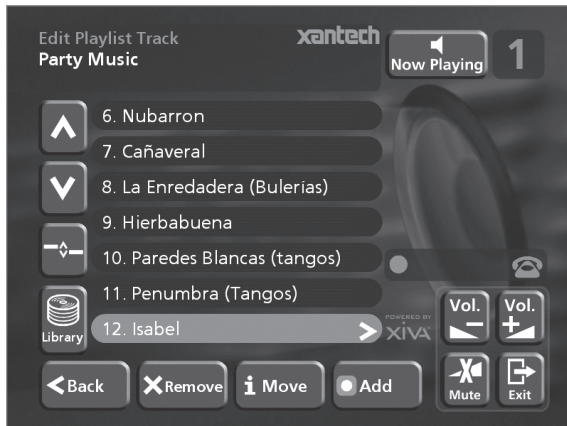 Edit Playlist Track
Party Music
xantech
Now Playing
1
6. Nubarron
7. Cañaveral
8. La Enredadera (Bulerias)
9. Hierbabuena
10. Paredes Blancas (tangos)
11. Penumbra (Tangos)
12. Isabel
Library
POWERED BY
XiVA
Vol.
Vol.
Back
Remove
Move
Add
Mute
Exit